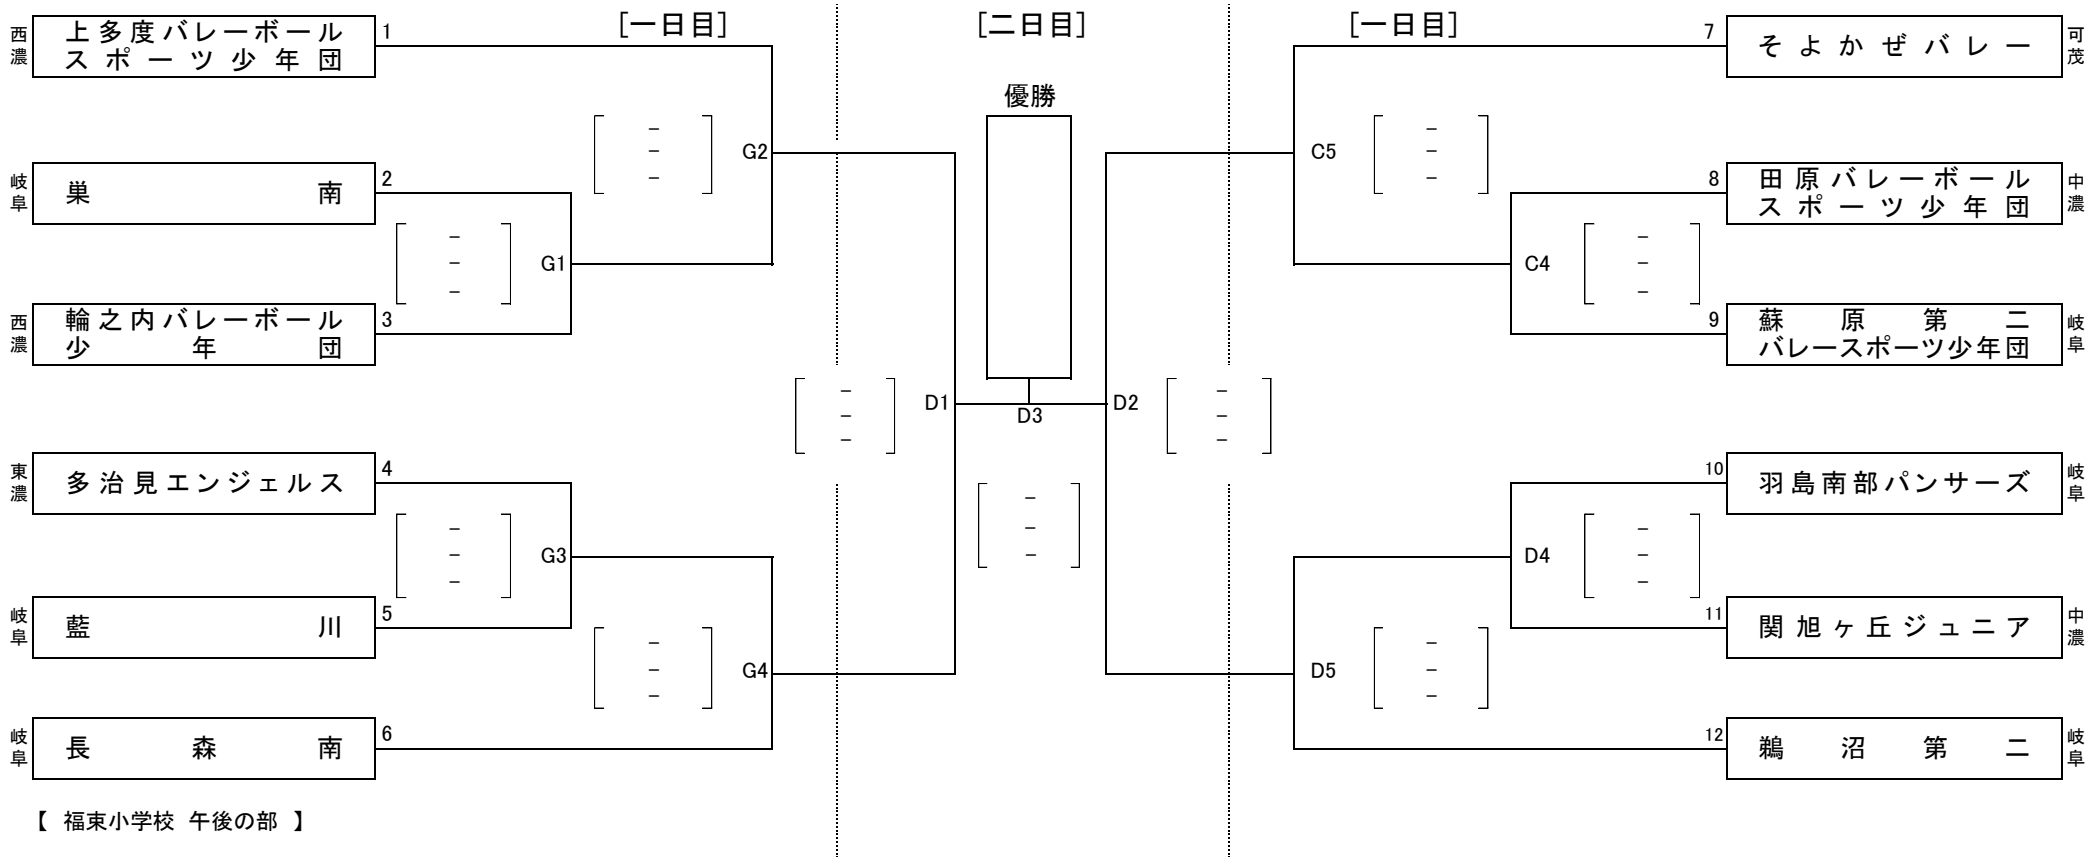 [一日目]
[二日目]
[一日目]
西濃
上多度バレーボール
スポーツ少年団
1
岐阜
巣南
2
西濃
輪之内バレーボール
少年団
3
東濃
多治見エンジェルス
4
岐阜
藍川
5
岐阜
長森南
6
[ - - - ]
G2
[ - - - ]
G1
[ - - - ]
G3
[ - - - ]
G4
[ - - - ]
D1
優勝
D3
[ - - - ]
D2
[ - - - ]
C5
[ - - - ]
C4
[ - - - ]
D4
[ - - - ]
D5
[ - - - ]
7
そよかぜバレー
可茂
8
田原バレーボール
スポーツ少年団
中濃
9
蘇原第二
バレースポーツ少年団
岐阜
10
羽島南部パンサーズ
岐阜
11
関旭ヶ丘ジュニア
中濃
12
鵜沼第二
岐阜
【 福束小学校 午後の部 】